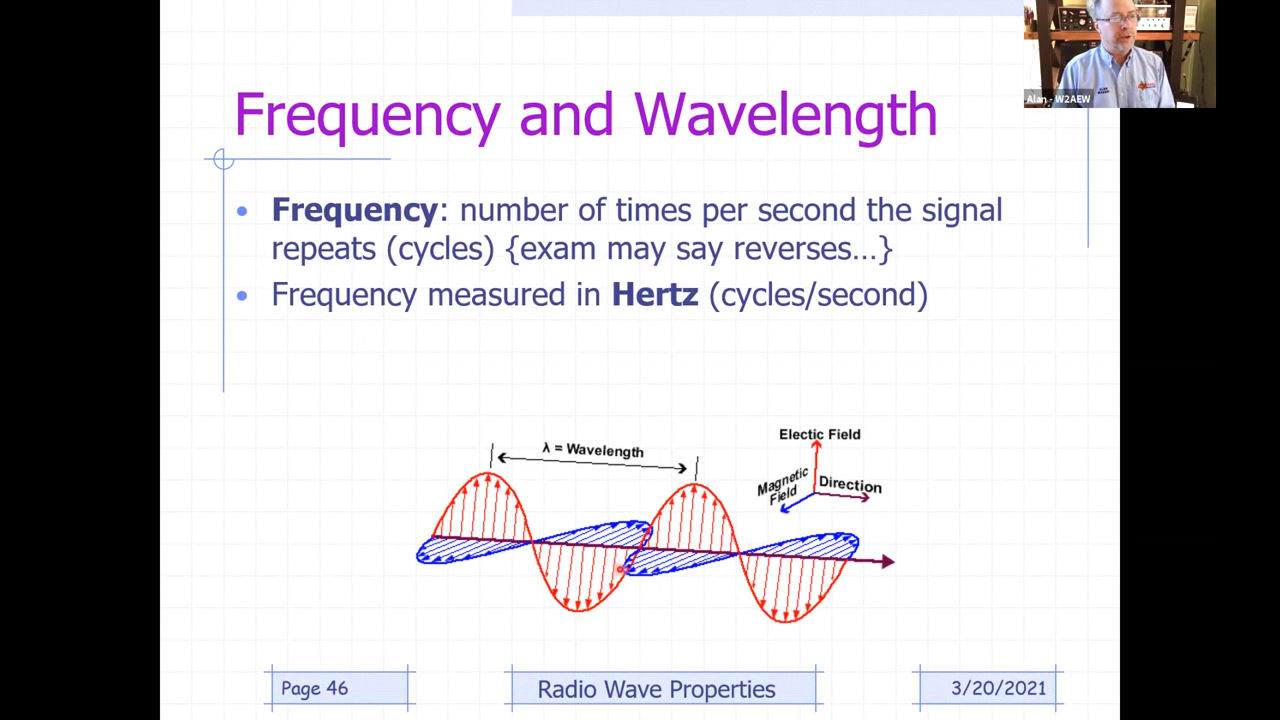 Alan - W2AEW
Frequency and Wavelength
• Frequency: number of times per second the signal
repeats (cycles) {exam may say reverses...}
• Frequency measured in Hertz (cycles/second)
λ = Wavelength
Electic Field
Magnetic
Field
Direction
Page 46
Radio Wave Properties
3/20/2021